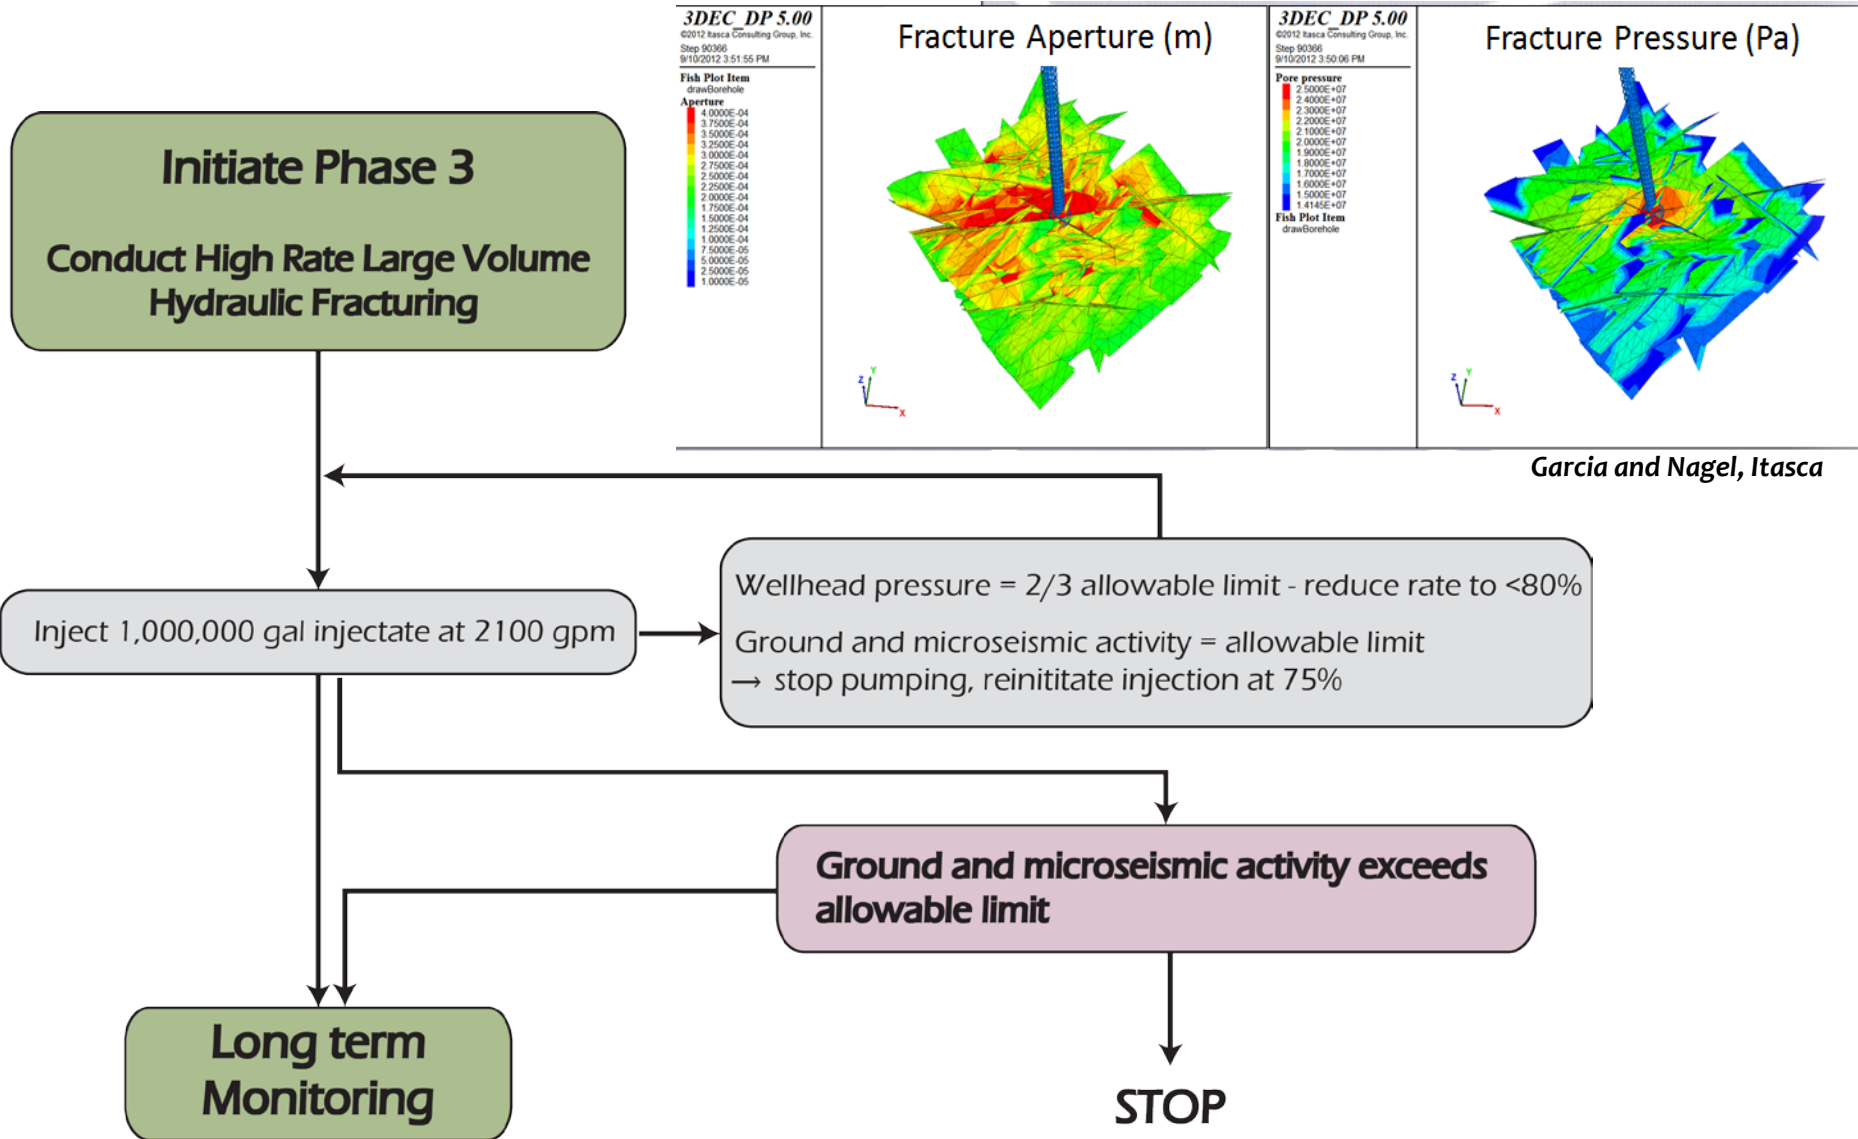 3DEC_DP 5.00
©2012 Itasca Consulting Group, Inc.
Step 90366
9/10/2012 3:51:55 PM
Fish Plot Item
drawBorehole
Aperture
4.0000E-04
3.7500E-04
3.5000E-04
3.2500E-04
3.0000E-04
2.7500E-04
2.5000E-04
2.2500E-04
2.0000E-04
1.7500E-04
1.5000E-04
1.2500E-04
1.0000E-04
7.5000E-05
5.0000E-05
2.5000E-05
1.0000E-05
Fracture Aperture (m)
Z
Y
X
3DEC_DP 5.00
©2012 Itasca Consulting Group, Inc.
Step 90366
9/10/2012 3:50:06 PM
Pore pressure
2.5000E+07
2.4000E+07
2.3000E+07
2.2000E+07
2.1000E+07
2.0000E+07
1.9000E+07
1.8000E+07
1.7000E+07
1.6000E+07
1.5000E+07
1.4145E+07
Fish Plot Item
drawBorehole
Fracture Pressure (Pa)
Z
Y
X
Garcia and Nagel, Itasca
Initiate Phase 3
Conduct High Rate Large Volume
Hydraulic Fracturing
Inject 1,000,000 gal injectate at 2100 gpm
Wellhead pressure = 2/3 allowable limit - reduce rate to <80%
Ground and microseismic activity = allowable limit
→ stop pumping, reinititate injection at 75%
Ground and microseismic activity exceeds
allowable limit
Long term
Monitoring
STOP